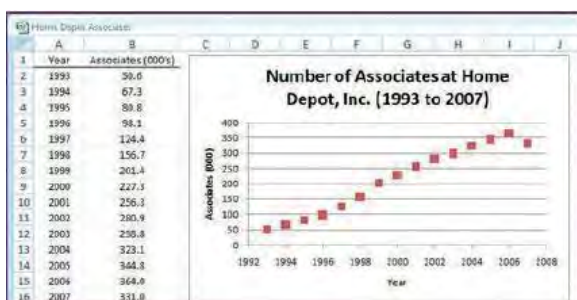 Home Depot Associates
A B C D E F G H I J
1 Year Associates (000's)
2 1993 50.6
3 1994 67.3
4 1995 80.8
5 1996 98.1
6 1997 124.4
7 1998 156.7
8 1999 201.4
9 2000 227.3
10 2001 256.3
11 2002 280.9
12 2003 298.8
13 2004 323.1
14 2005 344.8
15 2006 364.0
16 2007 331.0
Number of Associates at Home
Depot, Inc. (1993 to 2007)
Associates (000)
400
350
300
250
200
150
100
50
0
1992 1994 1996 1998 2000 2002 2004 2006 2008
Year